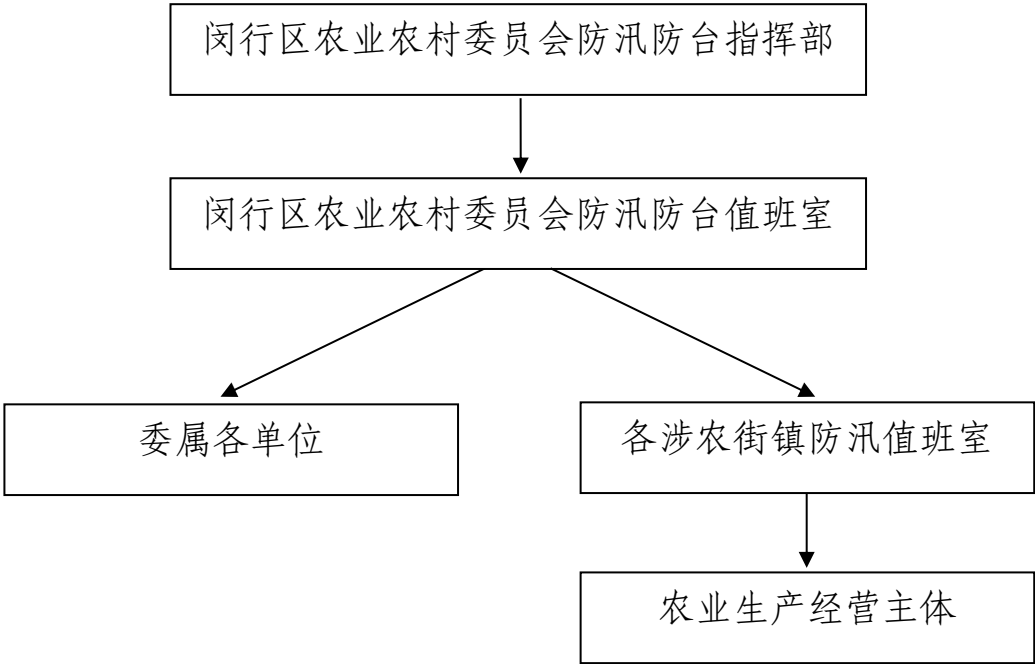 闵行区农业农村委员会防汛防台指挥部
闵行区农业农村委员会防汛防台值班室
委属各单位
各涉农街镇防汛值班室
农业生产经营主体